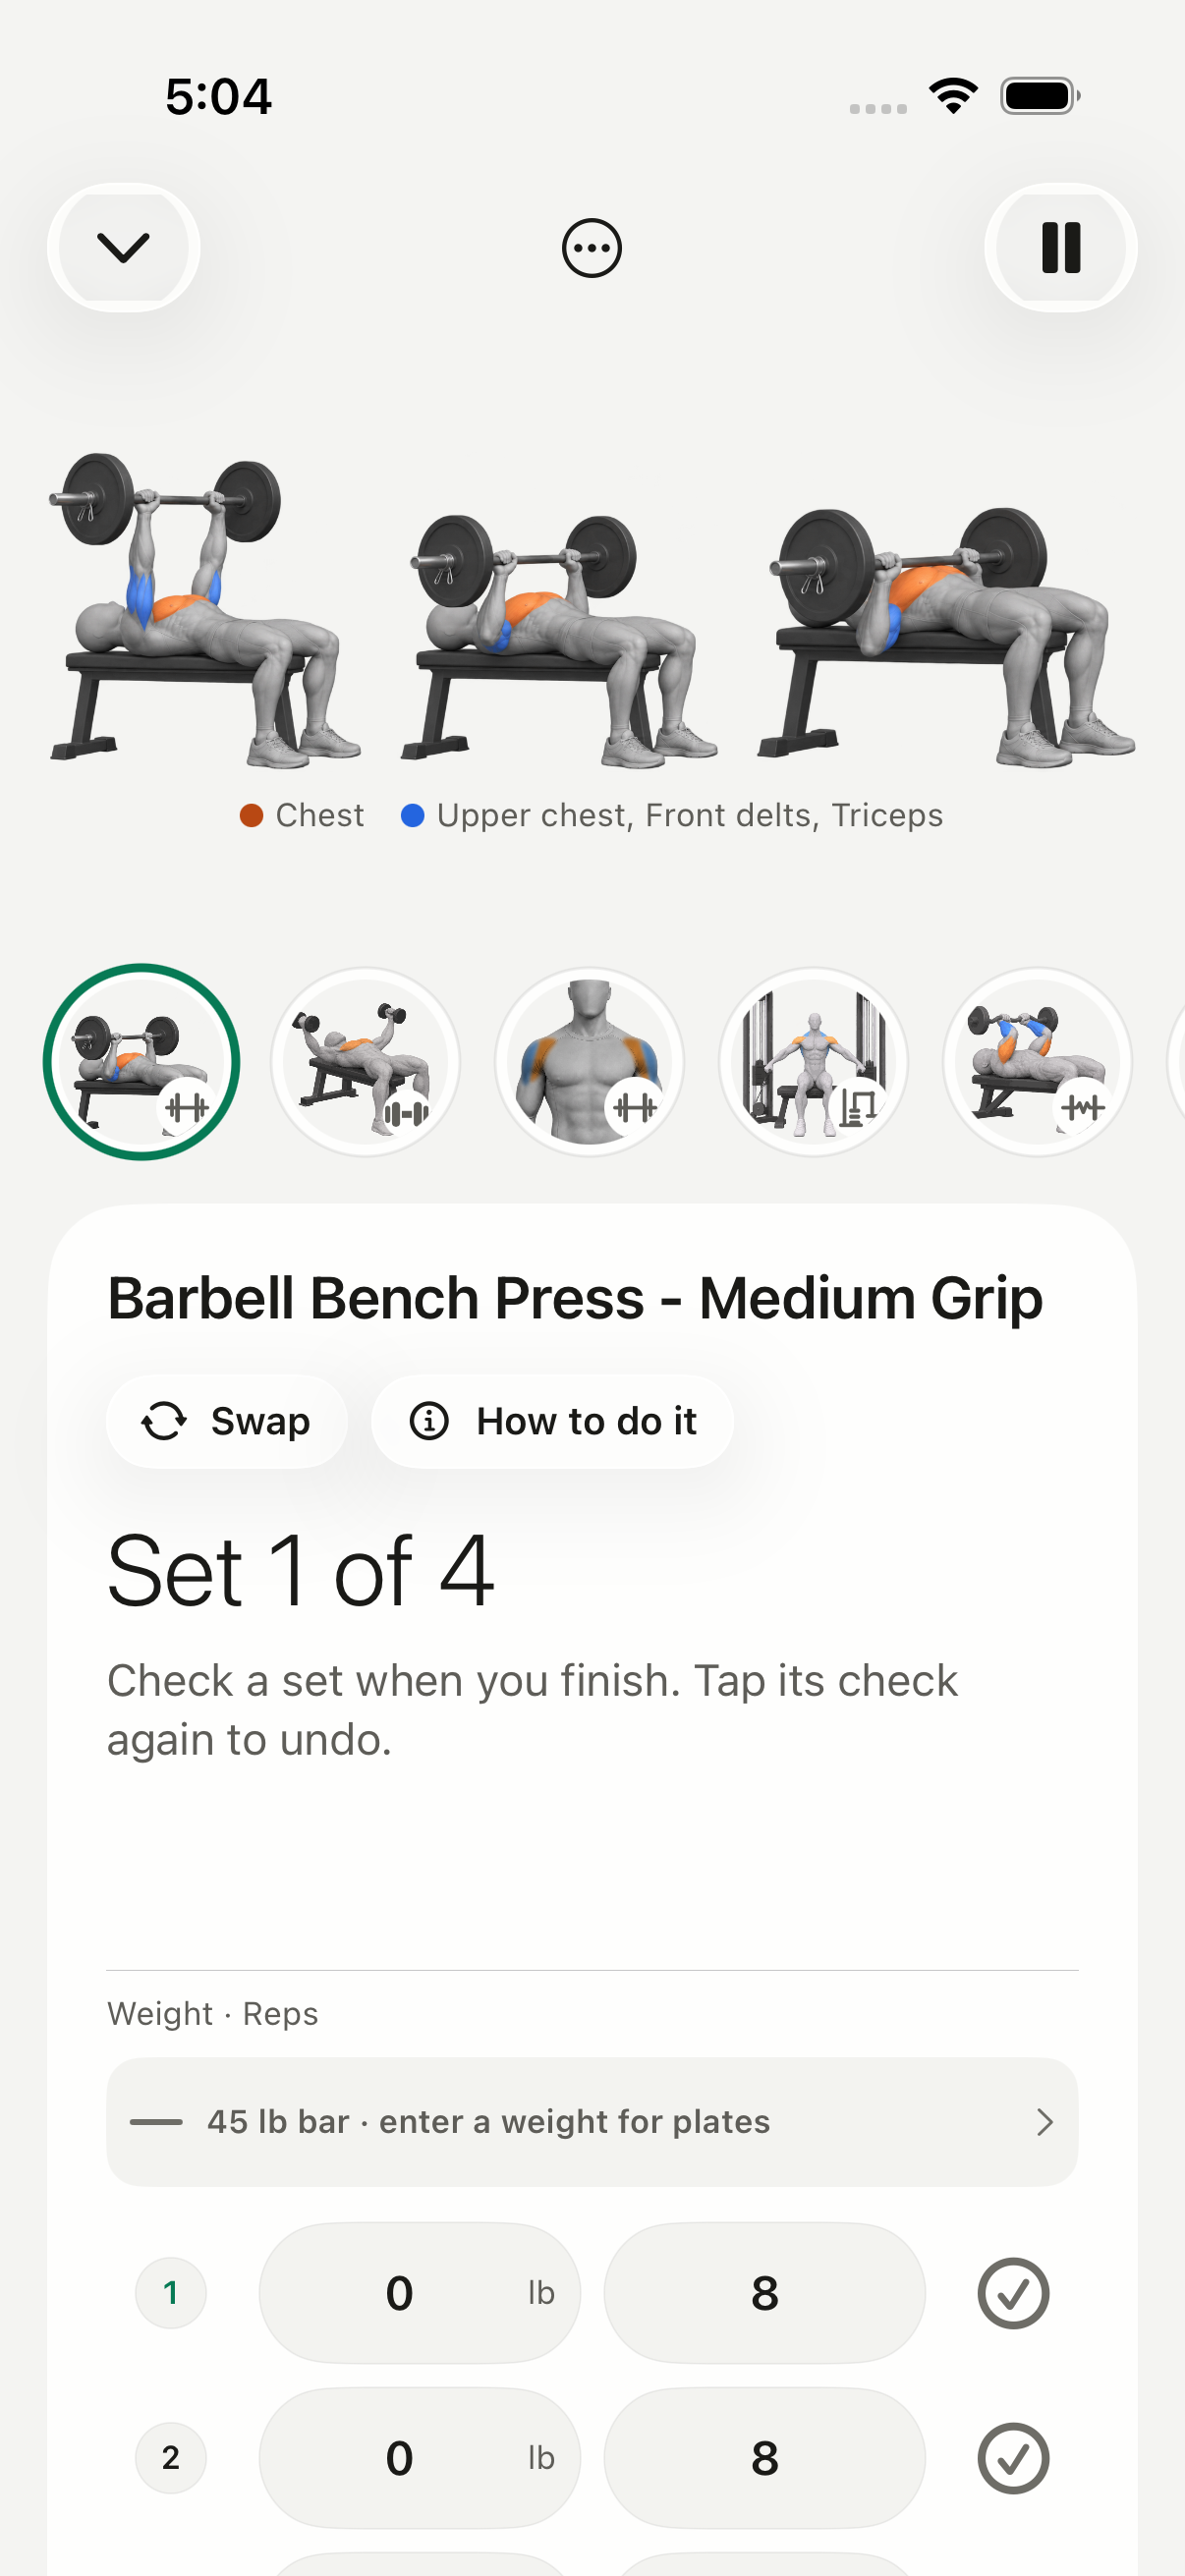 5:04
Chest
Upper chest, Front delts, Triceps
Barbell Bench Press - Medium Grip
Swap
How to do it
Set 1 of 4
Check a set when you finish. Tap its check
again to undo.
Weight · Reps
45 lb bar · enter a weight for plates
1 0 lb 8
2 0 lb 8